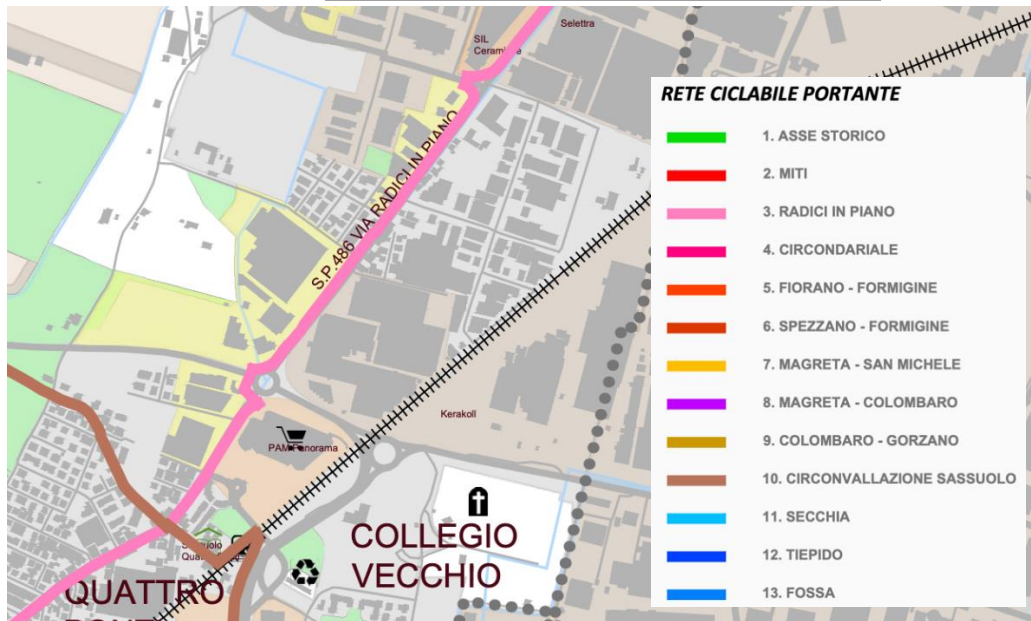 Selettra
SIL
RETE CICLABILE PORTANTE
1. ASSE STORICO
2. MITI
3. RADICI IN PIANO
4. CIRCONDARIALE
5. FIORANO - FORMIGINE
6. SPEZZANO - FORMIGINE
7. MAGRETA - SAN MICHELE
8. MAGRETA - COLOMBARO
9. COLOMBARO - GORZANO
10. CIRCONVALLAZIONE SASSUOLO
11. SECCHIA
12. TIEPIDO
13. FOSSA
S.P.486 VIA RADICI IN PIANO
Kerakoll
PAM Panorama
COLLEGIO
VECCHIO
QUATTRO